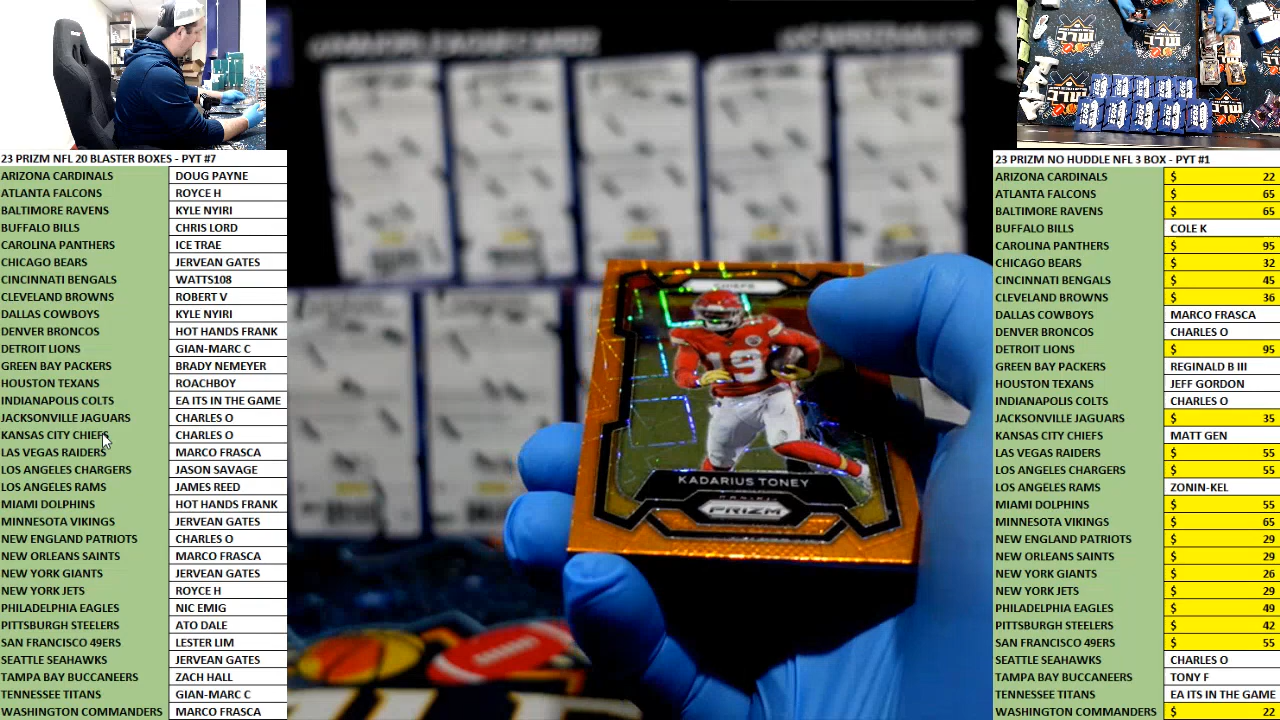 23 PRIZM NFL 20 BLASTER BOXES - PYT #7
ARIZONA CARDINALS DOUG PAYNE
ATLANTA FALCONS ROYCE H
BALTIMORE RAVENS KYLE NYIRI
BUFFALO BILLS CHRIS LORD
CAROLINA PANTHERS ICE TRAE
CHICAGO BEARS JERVEAN GATES
CINCINNATI BENGALS WATTS108
CLEVELAND BROWNS ROBERT V
DALLAS COWBOYS KYLE NYIRI
DENVER BRONCOS HOT HANDS FRANK
DETROIT LIONS GIAN-MARC C
GREEN BAY PACKERS BRADY NEMEYER
HOUSTON TEXANS ROACHBOY
INDIANAPOLIS COLTS EA ITS IN THE GAME
JACKSONVILLE JAGUARS CHARLES O
KANSAS CITY CHIEFS CHARLES O
LAS VEGAS RAIDERS MARCO FRASCA
LOS ANGELES CHARGERS JASON SAVAGE
LOS ANGELES RAMS JAMES REED
MIAMI DOLPHINS HOT HANDS FRANK
MINNESOTA VIKINGS JERVEAN GATES
NEW ENGLAND PATRIOTS CHARLES O
NEW ORLEANS SAINTS MARCO FRASCA
NEW YORK GIANTS JERVEAN GATES
NEW YORK JETS ROYCE H
PHILADELPHIA EAGLES NIC EMIG
PITTSBURGH STEELERS ATO DALE
SAN FRANCISCO 49ERS LESTER LIM
SEATTLE SEAHAWKS JERVEAN GATES
TAMPA BAY BUCCANEERS ZACH HALL
TENNESSEE TITANS GIAN-MARC C
WASHINGTON COMMANDERS MARCO FRASCA
CHIEFS
19
KADARIUS TONEY
PANINI
PRIZM
23 PRIZM NO HUDDLE NFL 3 BOX - PYT #1
ARIZONA CARDINALS $ 22
ATLANTA FALCONS $ 65
BALTIMORE RAVENS $ 65
BUFFALO BILLS COLE K
CAROLINA PANTHERS $ 95
CHICAGO BEARS $ 32
CINCINNATI BENGALS $ 45
CLEVELAND BROWNS $ 36
DALLAS COWBOYS MARCO FRASCA
DENVER BRONCOS CHARLES O
DETROIT LIONS $ 95
GREEN BAY PACKERS REGINALD B III
HOUSTON TEXANS JEFF GORDON
INDIANAPOLIS COLTS CHARLES O
JACKSONVILLE JAGUARS $ 35
KANSAS CITY CHIEFS MATT GEN
LAS VEGAS RAIDERS $ 55
LOS ANGELES CHARGERS $ 55
LOS ANGELES RAMS ZONIN-KEL
MIAMI DOLPHINS $ 55
MINNESOTA VIKINGS $ 65
NEW ENGLAND PATRIOTS $ 29
NEW ORLEANS SAINTS $ 29
NEW YORK GIANTS $ 26
NEW YORK JETS $ 29
PHILADELPHIA EAGLES $ 49
PITTSBURGH STEELERS $ 42
SAN FRANCISCO 49ERS $ 55
SEATTLE SEAHAWKS CHARLES O
TAMPA BAY BUCCANEERS TONY F
TENNESSEE TITANS EA ITS IN THE GAME
WASHINGTON COMMANDERS $ 22